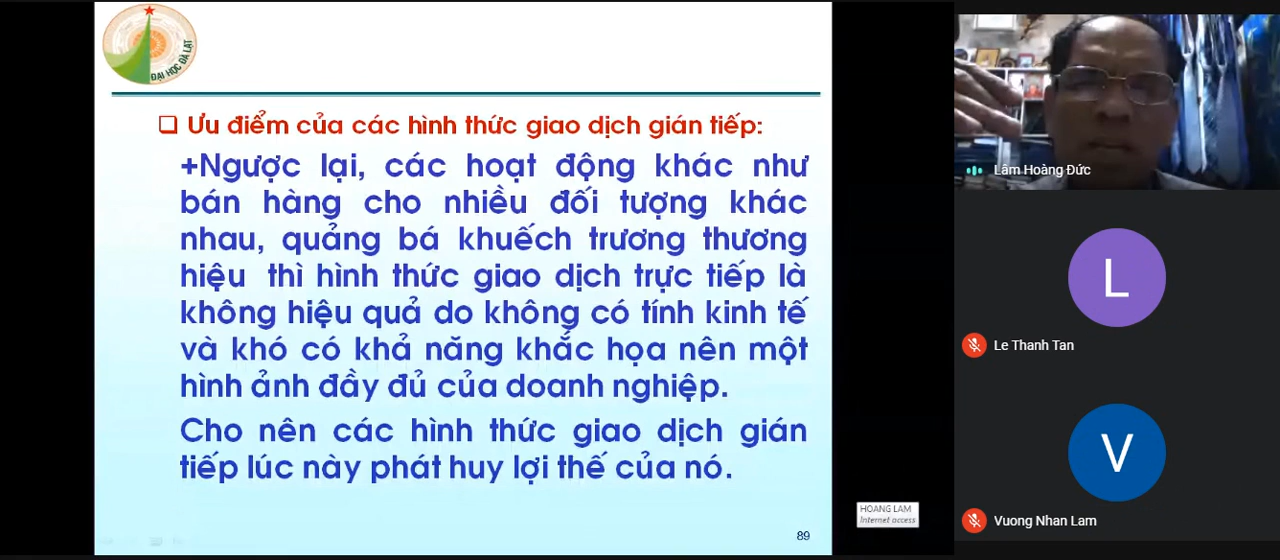 ĐẠI HỌC ĐÀ LẠT
❑ Ưu điểm của các hình thức giao dịch gián tiếp:
+Ngược lại, các hoạt động khác như
bán hàng cho nhiều đối tượng khác
nhau, quảng bá khuếch trương thương
hiệu thì hình thức giao dịch trực tiếp là
không hiệu quả do không có tính kinh tế
và khó có khả năng khắc họa nên một
hình ảnh đầy đủ của doanh nghiệp.
Cho nên các hình thức giao dịch gián
tiếp lúc này phát huy lợi thế của nó.
89
HOANG LAM
Internet access
Lâm Hoàng Đức
L
Le Thanh Tan
V
Vuong Nhan Lam